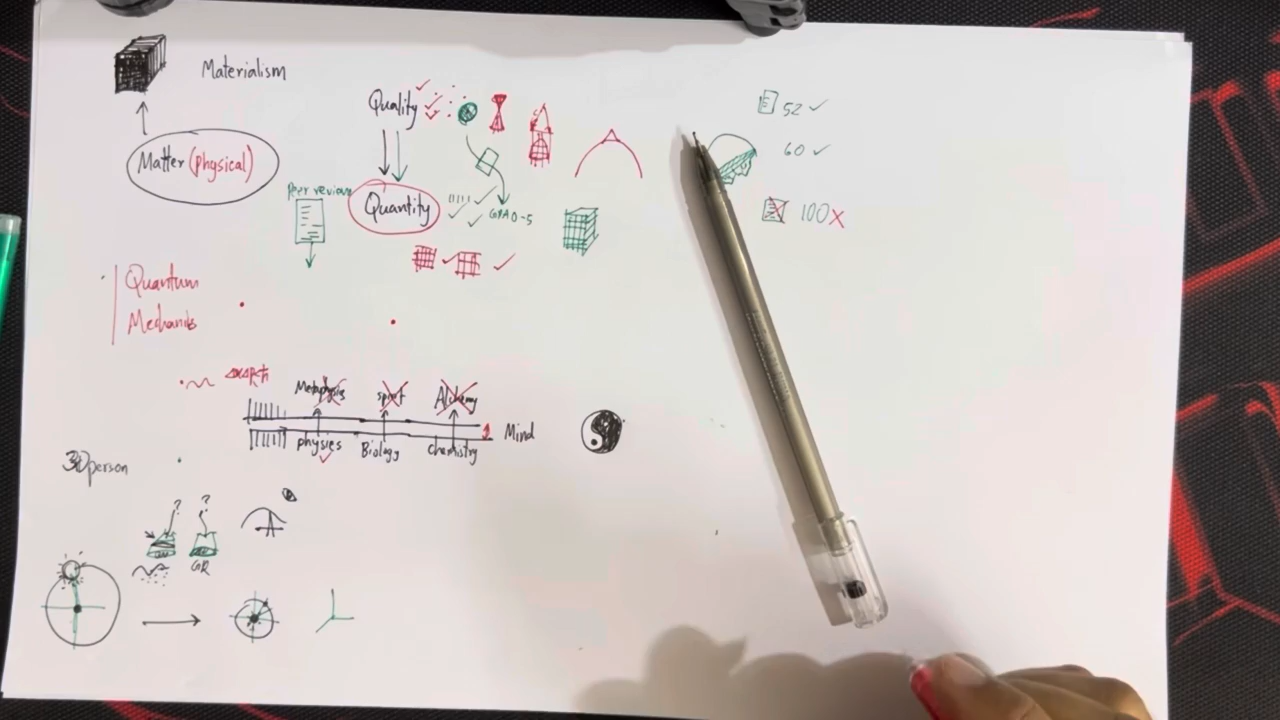 Materialism
Quality
52
Matter (physical)
60
Peer review
Quantity
GPA 0-5
100
Quantum
Mechanics
spirit
Alchemy
Mind
physics
Biology
chemistry
3D person
?
?
GR